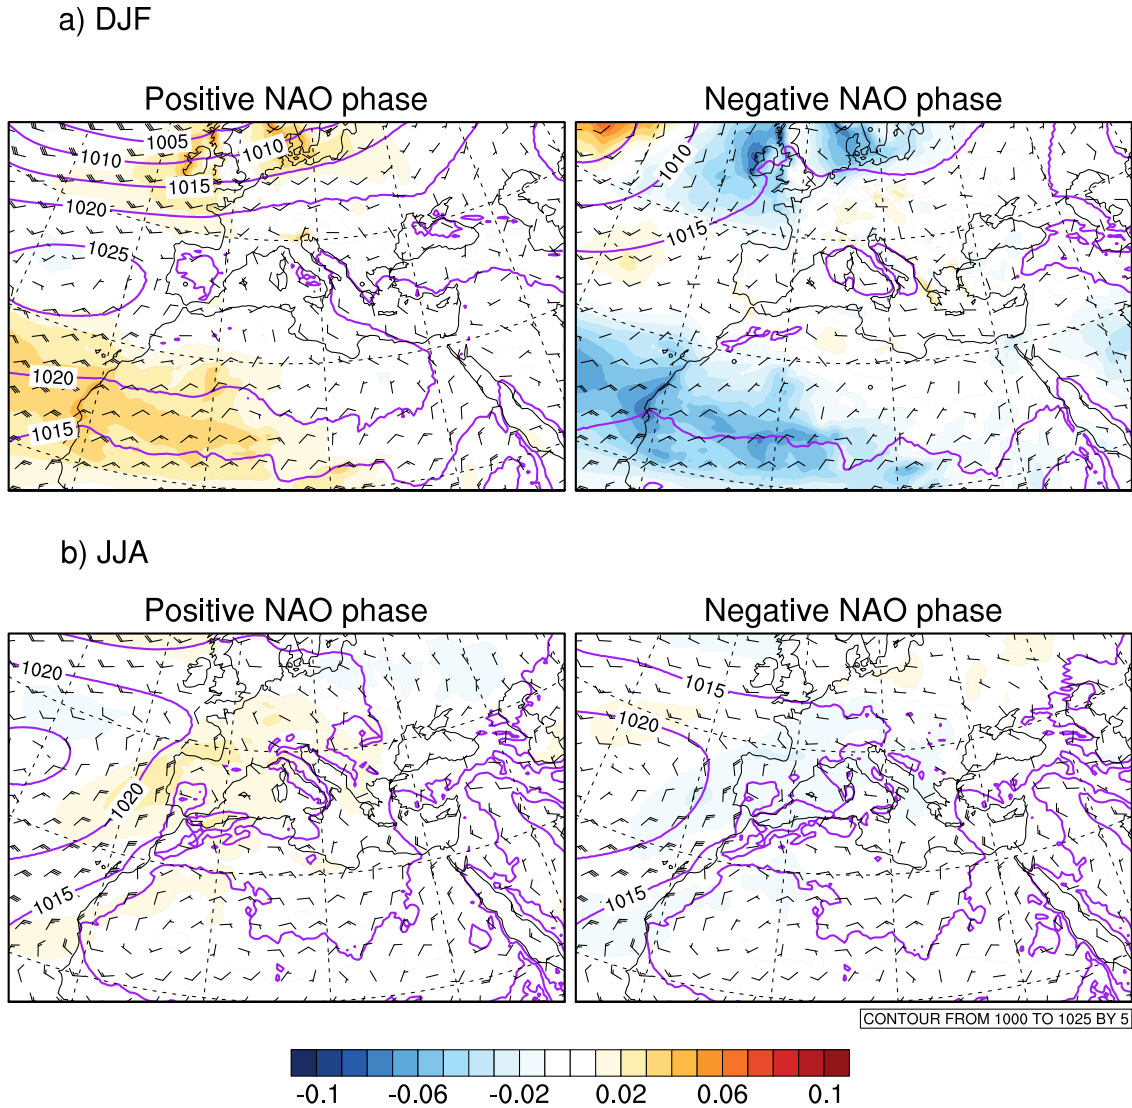 a) DJF
Positive NAO phase
Negative NAO phase
1005
1010
1010
1015
1020
1025
1020
1015
1010
1015
b) JJA
Positive NAO phase
Negative NAO phase
1020
1020
1015
1015
1020
1015
CONTOUR FROM 1000 TO 1025 BY 5
-0.1 -0.06 -0.02 0.02 0.06 0.1